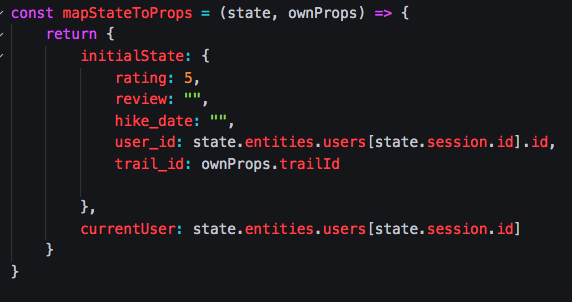 const mapStateToProps = (state, ownProps) => {
return {
initialState: {
rating: 5,
review: "",
hike_date: "",
user_id: state.entities.users[state.session.id].id,
trail_id: ownProps.trailId
},
currentUser: state.entities.users[state.session.id]
}
}